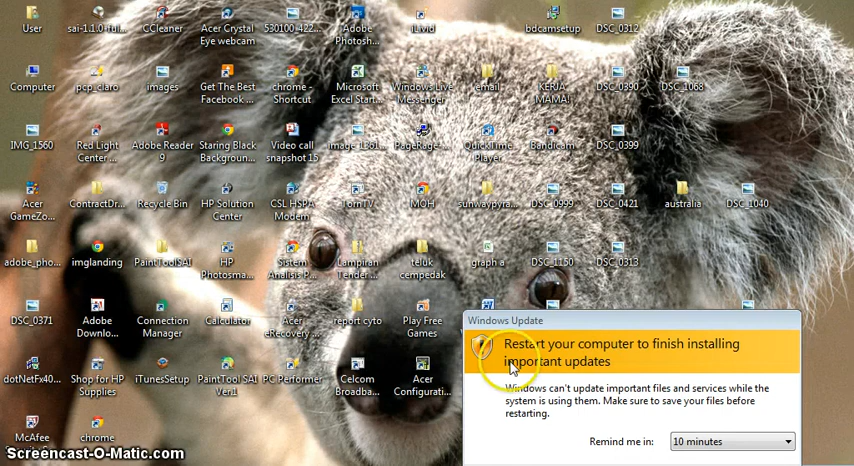 User
sai-1.1.0-ful...
CCleaner
Acer Crystal
Eye webcam
530100_422...
Adobe
Photosh...
iLivid
bdcamsetup
DSC_0312
Computer
pcp_claro
images
Get The Best
Facebook ...
chrome -
Shortcut
Microsoft
Excel Start...
Windows Live
Messenger
email
KERJA
MAMA!
DSC_0390
DSC_1068
IMG_1560
Red Light
Center ...
Adobe Reader
9
Staring Black
Backgroun...
Video call
snapshot 15
image_1361...
PageRage-...
QuickTime
Player
Bandicam
DSC_0399
Acer
GameZo...
ContractDr...
Recycle Bin
HP Solution
Center
CSL HSPA
Modem
TornTV
MOH
sunwaypyra...
DSC_0999
DSC_0421
australia
DSC_1040
adobe_pho...
imglanding
PaintToolSAI
HP
Photosma...
Sistem
Analisis P...
Lampiran
Tender ...
teluk
cempedak
graph a
DSC_1150
DSC_0313
DSC_0371
Adobe
Downlo...
Connection
Manager
Calculator
Acer
eRecovery ...
report cyto
Play Free
Games
dotNetFx40...
Shop for HP
Supplies
iTunesSetup
PaintTool SAI
Ver1
PC Performer
Celcom
Broadba...
Acer
Configurati...
McAfee
chrome
Windows Update
Restart your computer to finish installing
important updates
Windows can't update important files and services while the
system is using them. Make sure to save your files before
restarting.
Remind me in:
10 minutes
Screencast-O-Matic.com